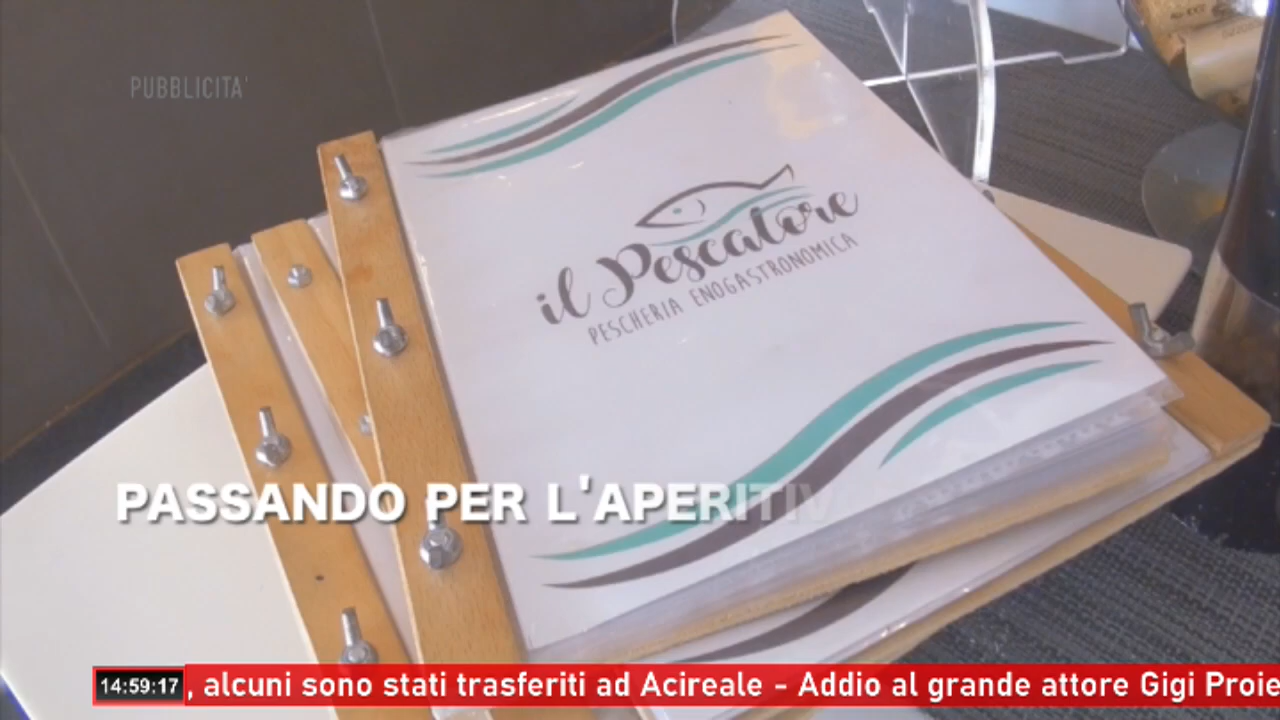 PUBBLICITA'
il Pescatore
PESCHERIA ENOGASTRONOMICA
PASSANDO PER L'APERITIV
14:59:17 , alcuni sono stati trasferiti ad Acireale - Addio al grande attore Gigi Proie